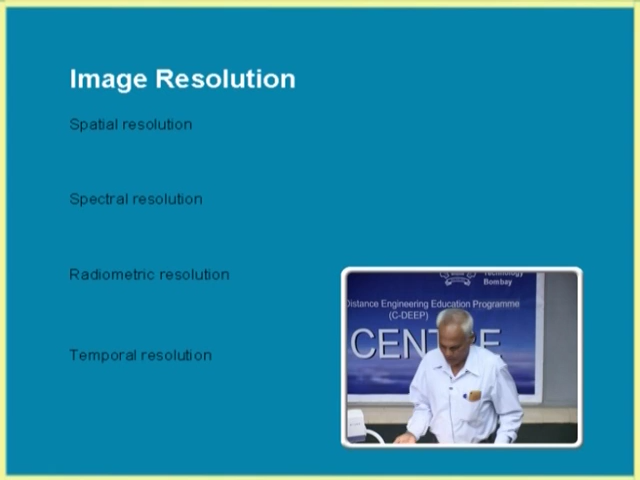 Image Resolution
Spatial resolution
Spectral resolution
Radiometric resolution
Temporal resolution
Technology
Bombay
Distance Engineering Education Programme
(C-DEEP)
CENTRE